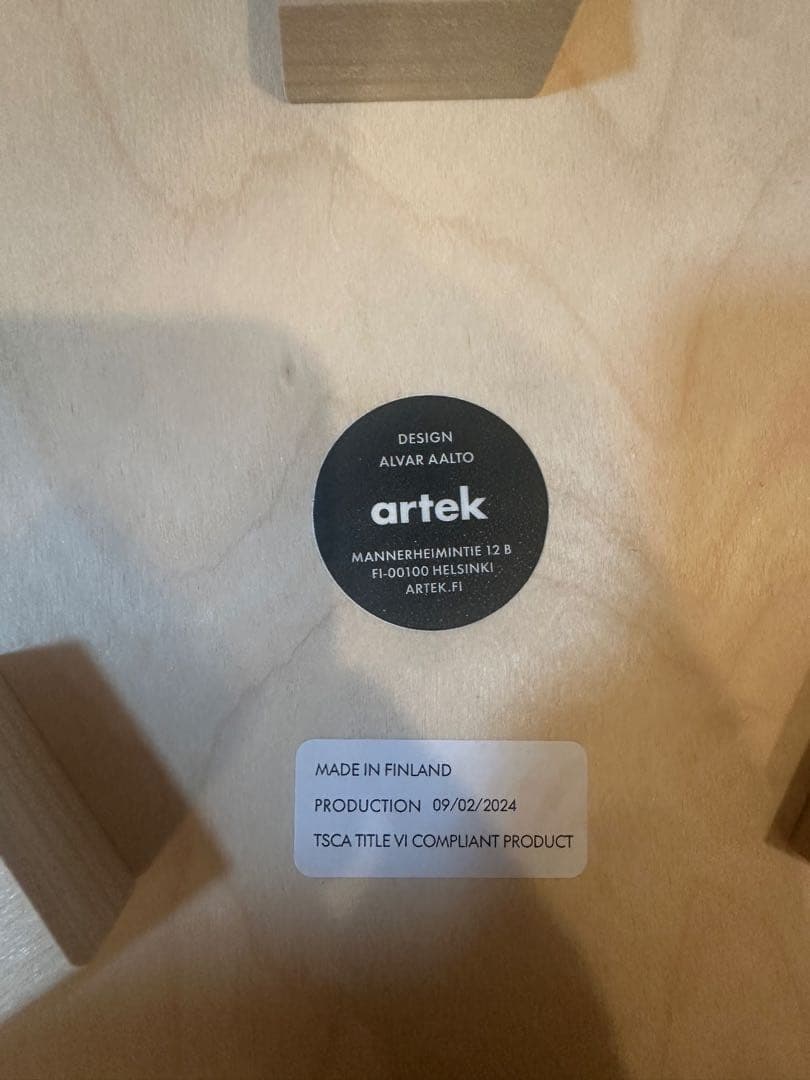 DESIGN
ALVAR AALTO
artek
MANNERHEIMINTIE 12 B
FI-00100 HELSINKI
ARTEK.FI
MADE IN FINLAND
PRODUCTION 09/02/2024
TSCA TITLE VI COMPLIANT PRODUCT